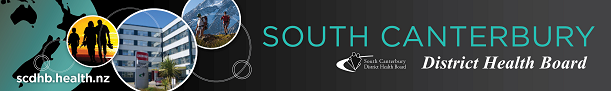 SOUTH CANTERBURY
South Canterbury
District Health Board
District Health Board
scdhb.health.nz